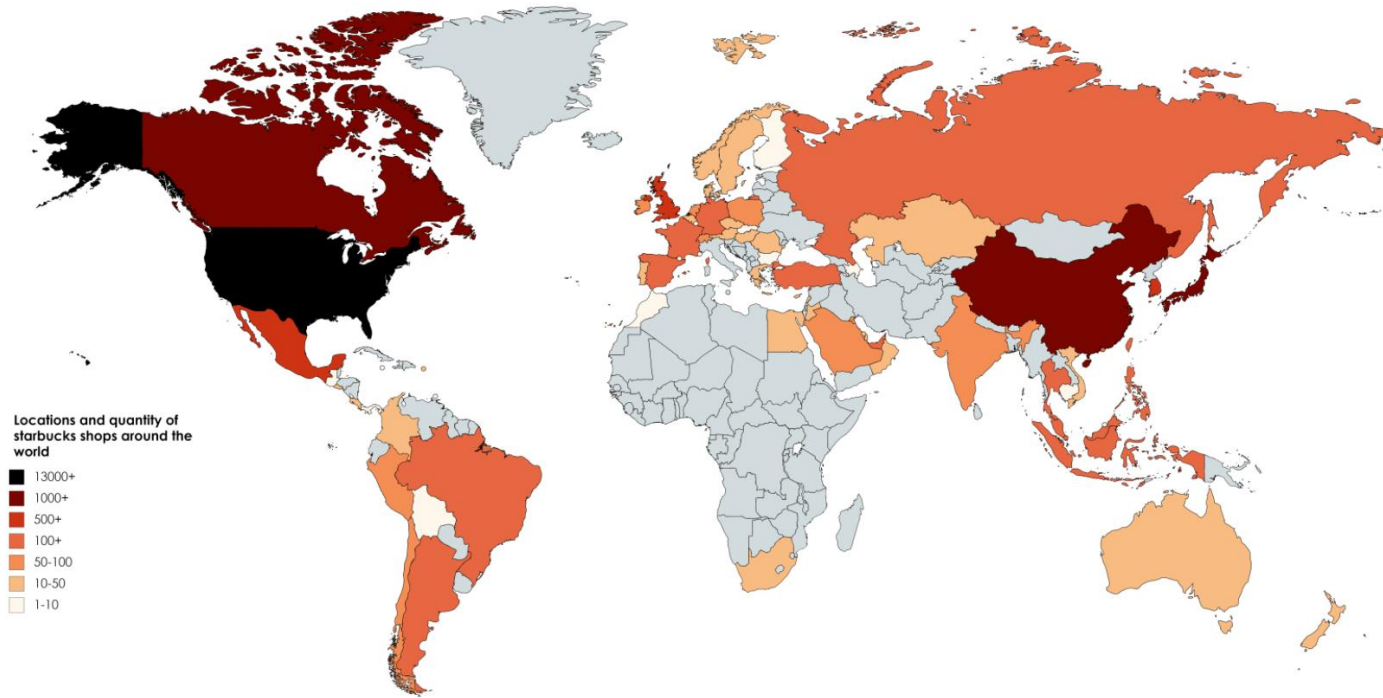 Locations and quantity of
starbucks shops around the
world
13000+
1000+
500+
100+
50-100
10-50
1-10